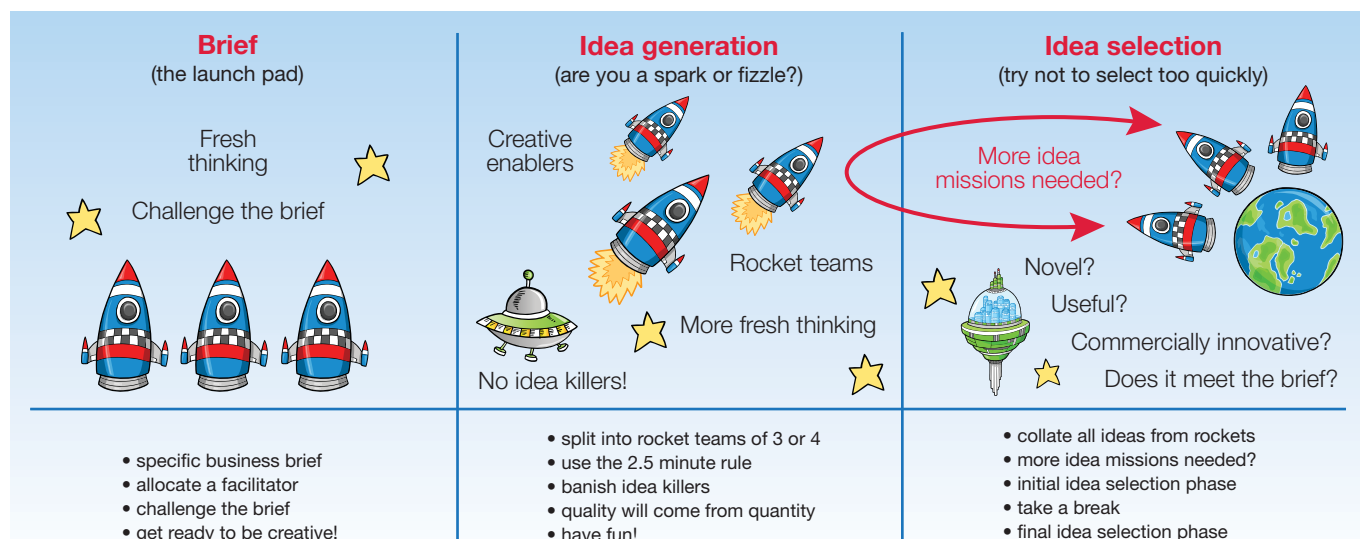 Brief
(the launch pad)
Fresh
thinking
Challenge the brief
• specific business brief
• allocate a facilitator
• challenge the brief
• get ready to be creative!
Idea generation
(are you a spark or fizzle?)
Creative
enablers
Rocket teams
More fresh thinking
No idea killers!
• split into rocket teams of 3 or 4
• use the 2.5 minute rule
• banish idea killers
• quality will come from quantity
• have fun!
Idea selection
(try not to select too quickly)
More idea
missions needed?
Novel?
Useful?
Commercially innovative?
Does it meet the brief?
• collate all ideas from rockets
• more idea missions needed?
• initial idea selection phase
• take a break
• final idea selection phase